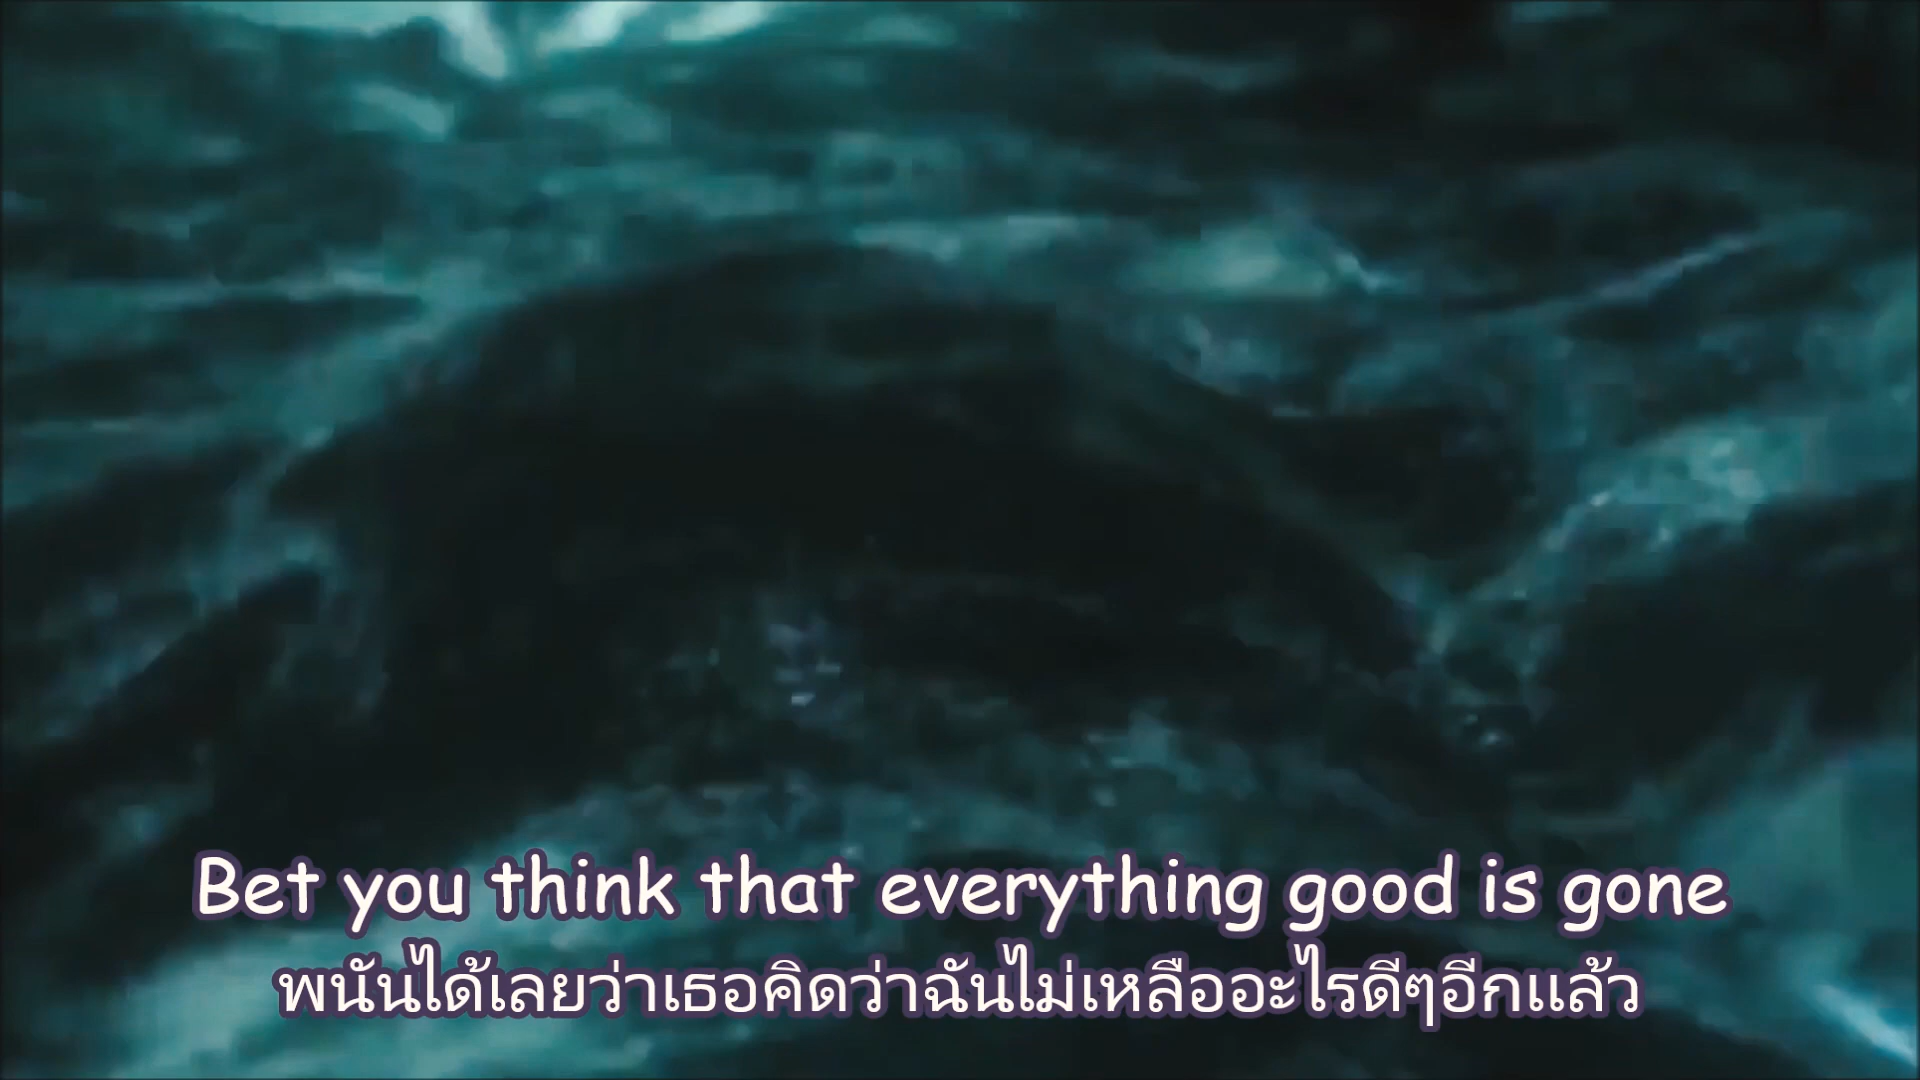 Bet you think that everything good is gone
พนันได้เลยว่าเธอคิดว่าฉันไม่เหลืออะไรดีๆอีกแล้ว